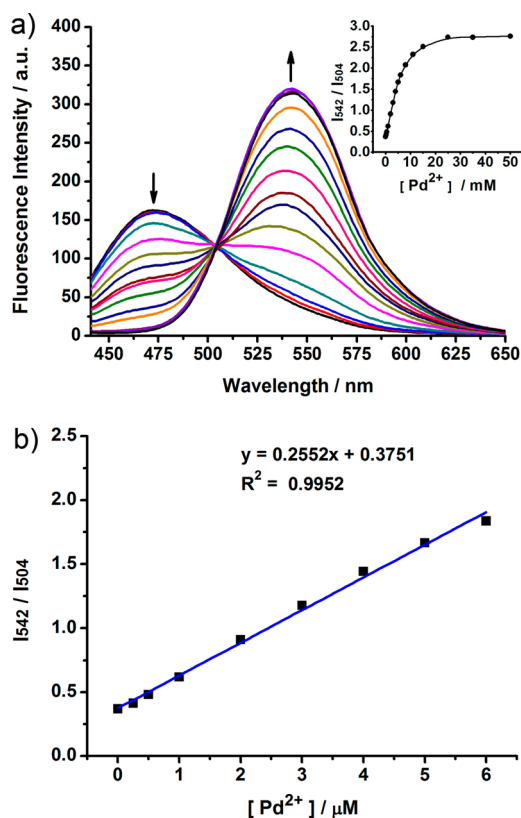 a)
400
350
300
250
200
150
100
50
0
Fluorescence Intensity / a.u.
450 475 500 525 550 575 600 625 650
Wavelength / nm
3.0
2.5
2.0
1.5
1.0
0.5
0.0
I542 / I504
0 10 20 30 40 50
[ Pd2+ ] / mM
b)
2.5
2.0
1.5
1.0
0.5
0.0
I542 / I504
y = 0.2552x + 0.3751
R2 = 0.9952
0 1 2 3 4 5 6
[ Pd2+ ] / μM